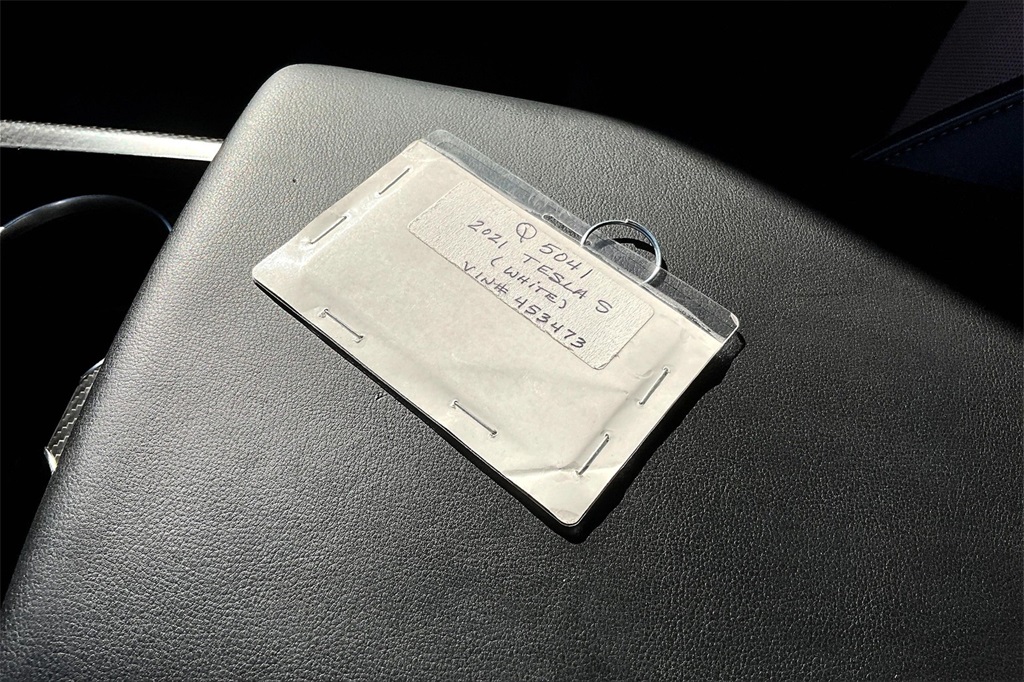 Q 5041
2021 TESLA S
(WHITE)
VIN# 453473